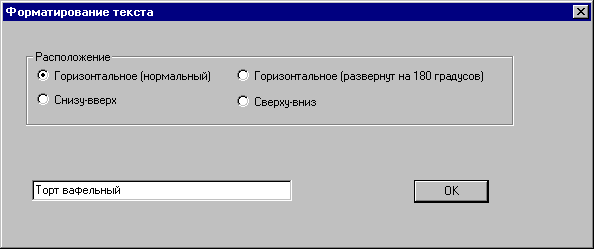 Форматирование текста
Расположение
Горизонтальное (нормальный) Горизонтальное (развернут на 180 градусов)
Снизу-вверх Сверху-вниз
Торт вафельный OK